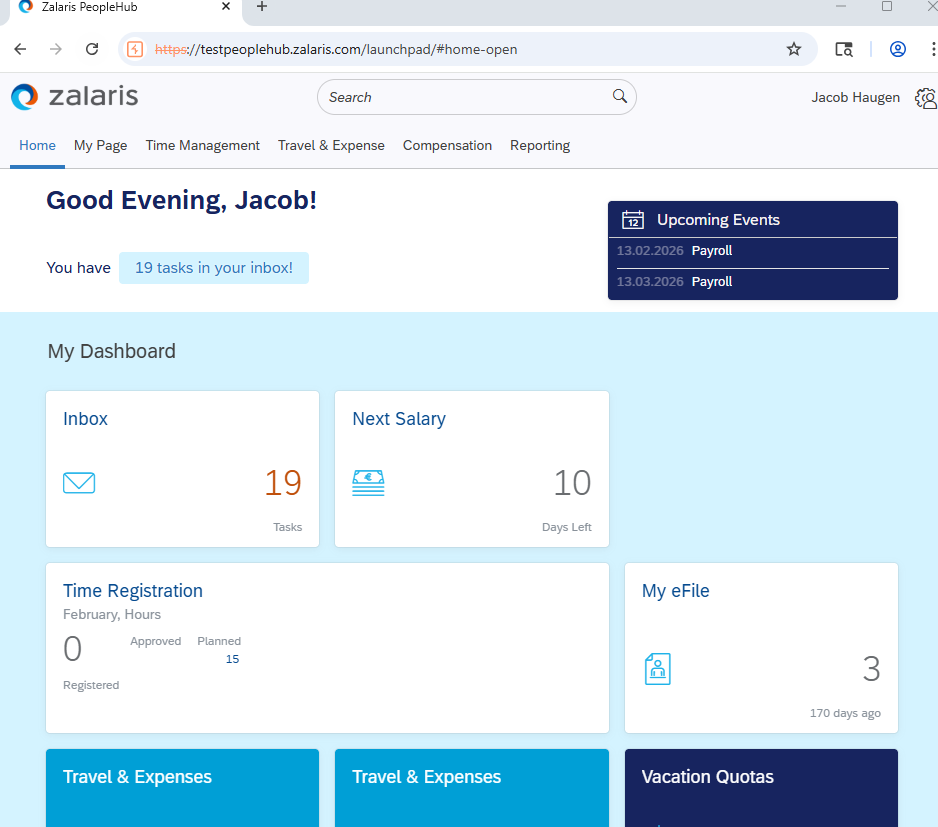 Zalaris PeopleHub
https://testpeoplehub.zalaris.com/launchpad/#home-open
zalaris
Search
Jacob Haugen
Home My Page Time Management Travel & Expense Compensation Reporting
Good Evening, Jacob!
You have 19 tasks in your inbox!
12 Upcoming Events
13.02.2026 Payroll
13.03.2026 Payroll
My Dashboard
Inbox
19
Tasks
Next Salary
€
10
Days Left
Time Registration
February, Hours
0 Approved Planned
15
Registered
My eFile
3
170 days ago
Travel & Expenses
Travel & Expenses
Vacation Quotas